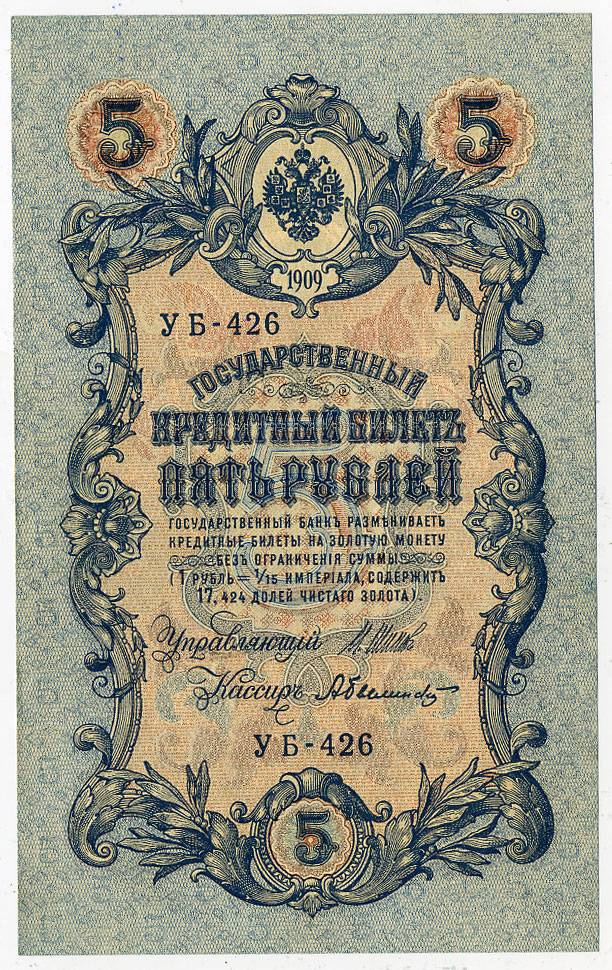 5 5
1909
УБ-426
ГОСУДАРСТВЕННЫЙ
КРЕДИТНЫЙ БИЛЕТЪ
ПЯТЬ РУБЛЕЙ
ГОСУДАРСТВЕННЫЙ БАНКЪ РАЗМѢНИВАЕТЪ
КРЕДИТНЫЕ БИЛЕТЫ НА ЗОЛОТУЮ МОНЕТУ
БЕЗЪ ОГРАНИЧЕНІЯ СУММЫ
(1 РУБЛЬ = 1/15 ИМПЕРІАЛА, СОДЕРЖИТЪ
17,424 ДОЛЕЙ ЧИСТАГО ЗОЛОТА).
Управляющій
Кассиръ
УБ-426
5